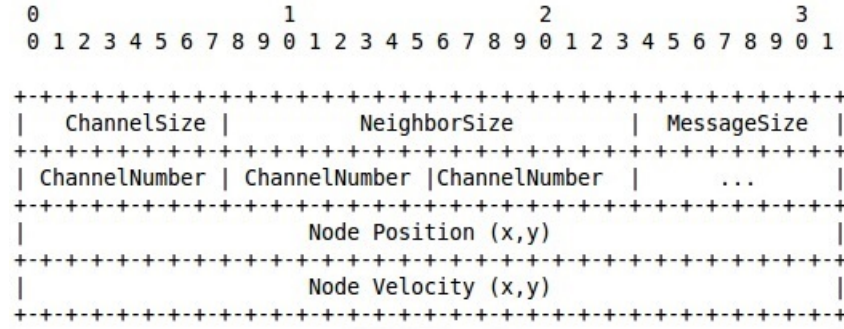 0                   1                   2                   3
0 1 2 3 4 5 6 7 8 9 0 1 2 3 4 5 6 7 8 9 0 1 2 3 4 5 6 7 8 9 0 1
+-+-+-+-+-+-+-+-+-+-+-+-+-+-+-+-+-+-+-+-+-+-+-+-+-+-+-+-+-+-+-+-+
|   ChannelSize |          NeighborSize         |  MessageSize  |
+-+-+-+-+-+-+-+-+-+-+-+-+-+-+-+-+-+-+-+-+-+-+-+-+-+-+-+-+-+-+-+-+
| ChannelNumber | ChannelNumber |ChannelNumber  |      ...      |
+-+-+-+-+-+-+-+-+-+-+-+-+-+-+-+-+-+-+-+-+-+-+-+-+-+-+-+-+-+-+-+-+
|                      Node Position (x,y)                      |
+-+-+-+-+-+-+-+-+-+-+-+-+-+-+-+-+-+-+-+-+-+-+-+-+-+-+-+-+-+-+-+-+
|                      Node Velocity (x,y)                      |
+-+-+-+-+-+-+-+-+-+-+-+-+-+-+-+-+-+-+-+-+-+-+-+-+-+-+-+-+-+-+-+-+